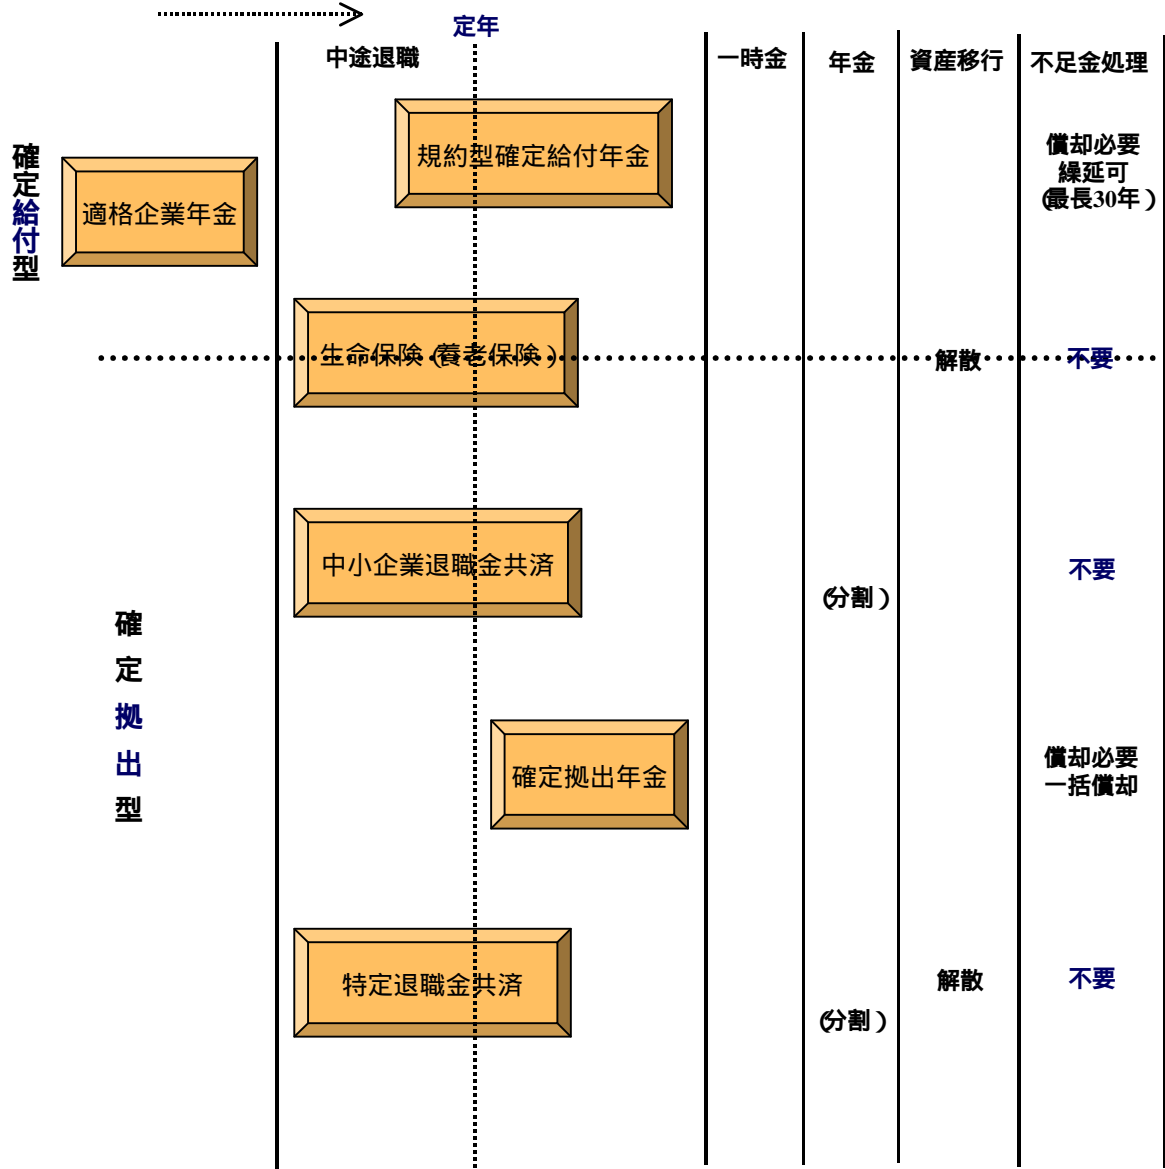 定年
中途退職
一時金
年金
資産移行
不足金処理
確定給付型
適格企業年金
規約型確定給付年金
償却必要
繰延可
(最長30年)
生命保険(養老保険)
解散
不要
確定拠出型
中小企業退職金共済
(分割)
不要
確定拠出年金
償却必要
一括償却
特定退職金共済
(分割)
解散
不要